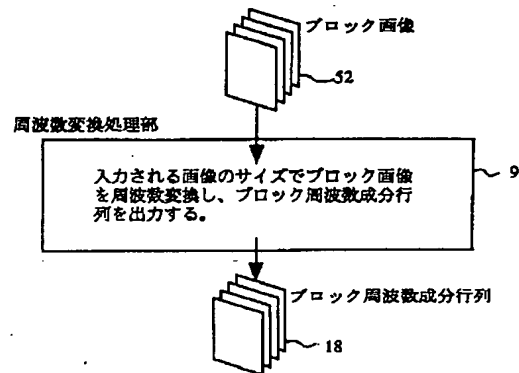 ブロック画像
52
周波数変換処理部
入力される画像のサイズでブロック画像
を周波数変換し、ブロック周波数成分行
列を出力する。
9
ブロック周波数成分行列
18